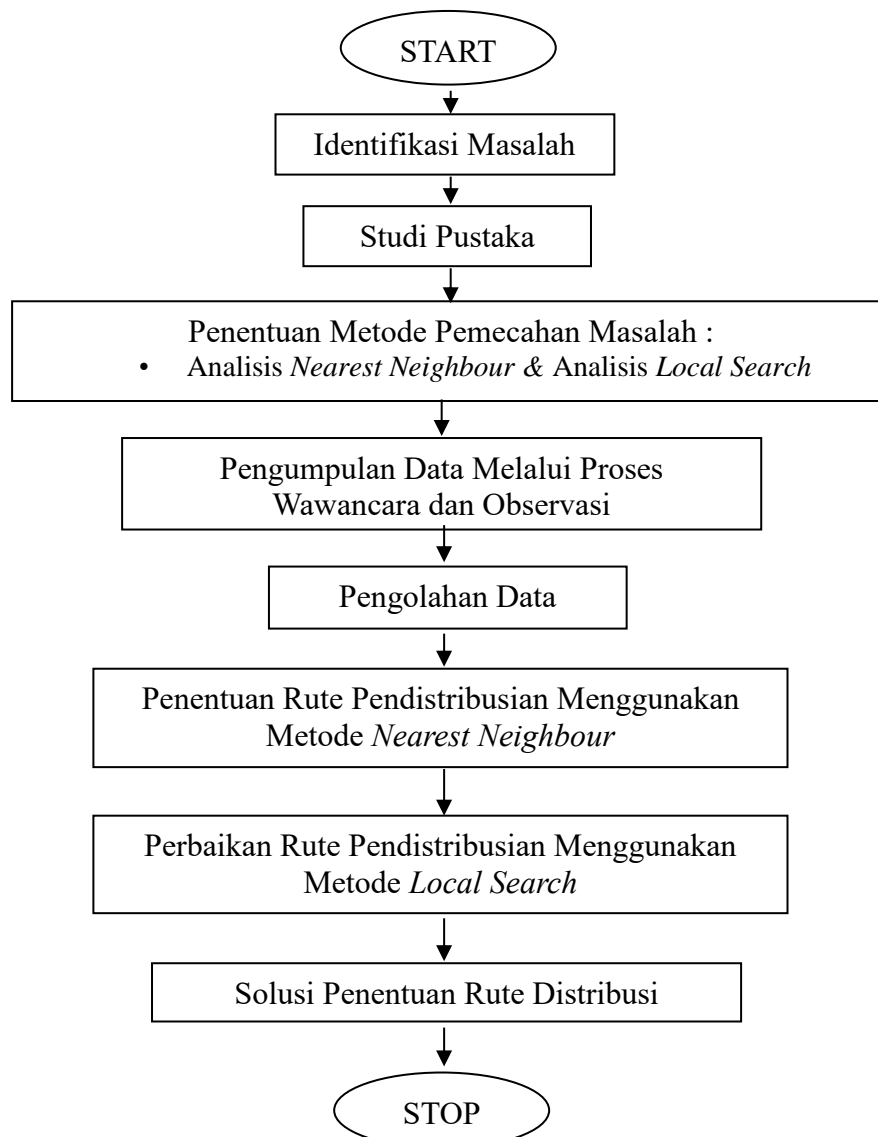 START
Identifikasi Masalah
Studi Pustaka
Penentuan Metode Pemecahan Masalah :
• Analisis Nearest Neighbour & Analisis Local Search
Pengumpulan Data Melalui Proses
Wawancara dan Observasi
Pengolahan Data
Penentuan Rute Pendistribusian Menggunakan
Metode Nearest Neighbour
Perbaikan Rute Pendistribusian Menggunakan
Metode Local Search
Solusi Penentuan Rute Distribusi
STOP